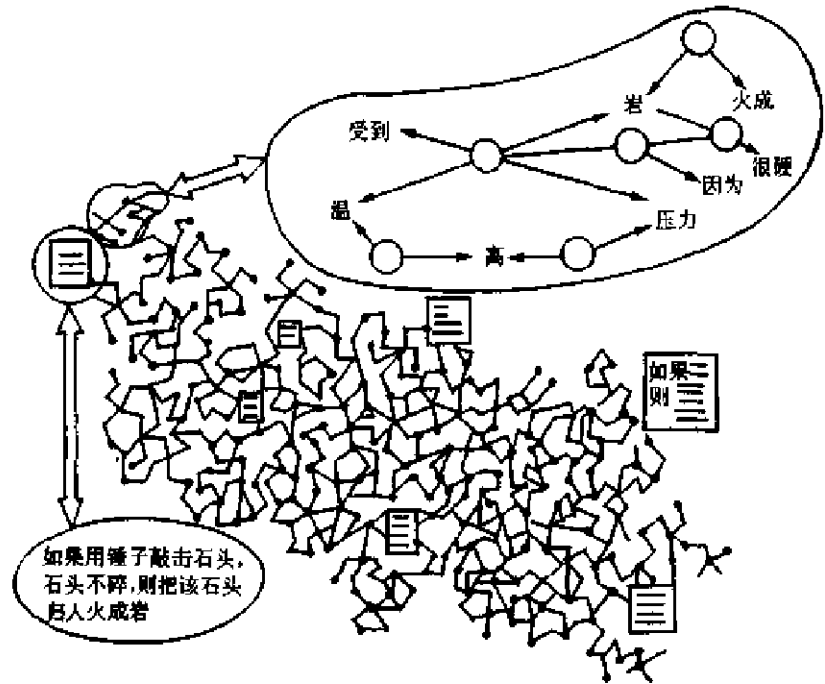 火成
岩
受到
很硬
因为
温
压力
高
如果
则
如果用锤子敲击石头,
石头不碎,则把该石头
归人火成岩